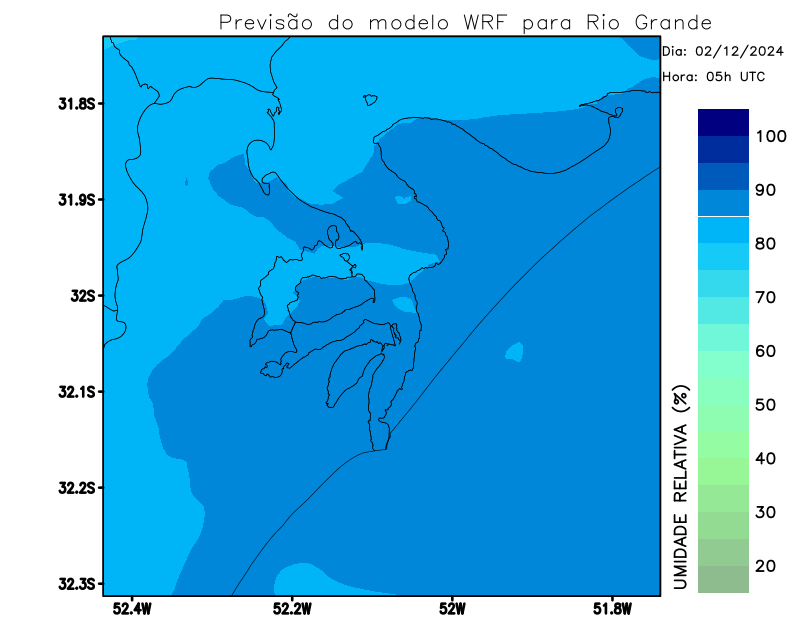 Previsão do modelo WRF para Rio Grande
Dia: 02/12/2024
Hora: 05h UTC
31.8S
31.9S
32S
32.1S
32.2S
32.3S
52.4W
52.2W
52W
51.8W
100
90
80
70
60
50
40
30
20
UMIDADE RELATIVA (%)